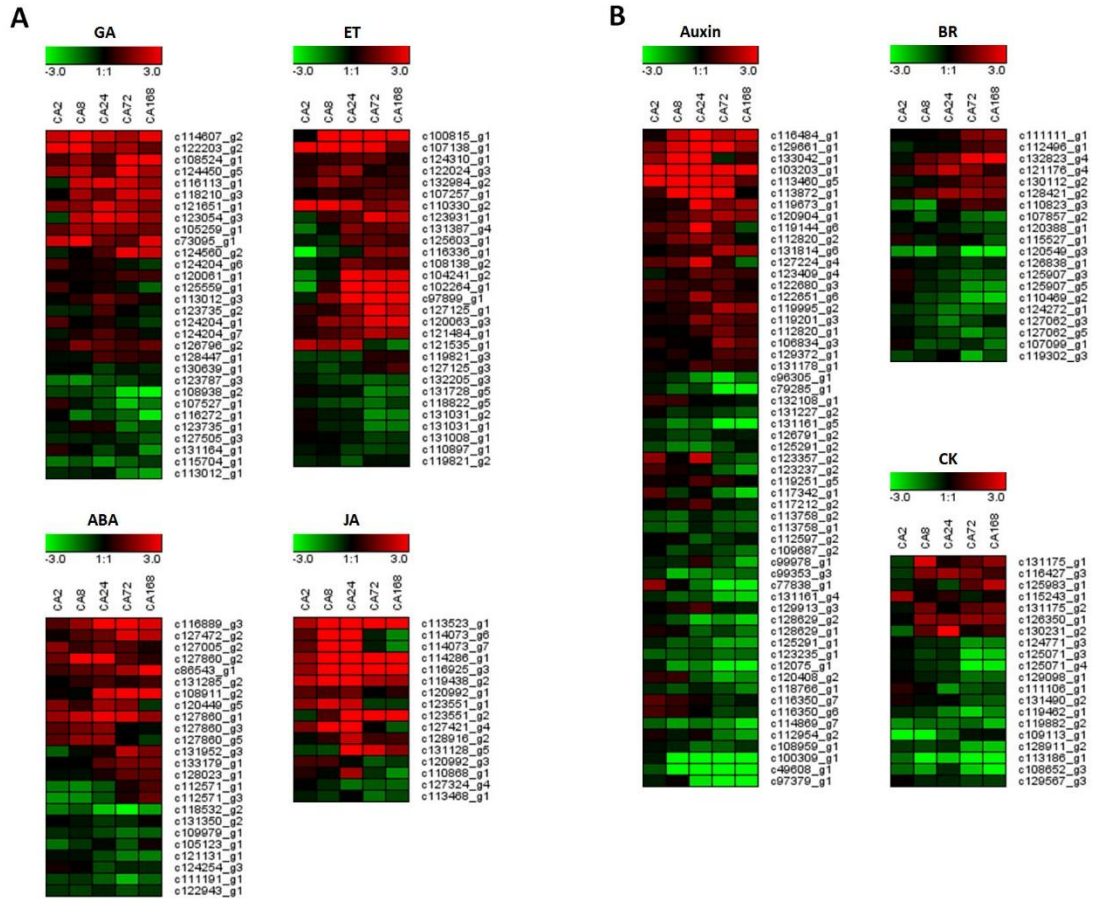 A
GA
-3.0 1:1 3.0
CA2 CA8 CA24 CA72 CA168
c114607_g2
c122203_g2
c108524_g1
c124450_g5
c116113_g1
c118210_g3
c121651_g1
c123054_g3
c105259_g1
c73095_g1
c124560_g2
c124204_g6
c120061_g1
c125559_g1
c113012_g3
c123735_g2
c124204_g1
c124204_g7
c126796_g2
c128447_g1
c130639_g1
c123787_g3
c108938_g2
c107527_g1
c116272_g1
c123735_g1
c127505_g3
c131164_g1
c115704_g1
c113012_g1
ET
-3.0 1:1 3.0
CA2 CA8 CA24 CA72 CA168
c100815_g1
c107138_g1
c124310_g1
c122024_g3
c132984_g2
c107257_g1
c110330_g2
c123931_g1
c131387_g4
c125603_g1
c116336_g1
c108138_g2
c104241_g2
c102264_g1
c97899_g1
c127125_g1
c120063_g3
c121484_g1
c121535_g1
c119821_g3
c127125_g3
c132205_g3
c131728_g5
c118822_g5
c131031_g2
c131031_g1
c131008_g1
c110897_g1
c119821_g2
ABA
-3.0 1:1 3.0
CA2 CA8 CA24 CA72 CA168
c116889_g3
c127472_g2
c127005_g2
c127860_g2
c86543_g1
c131285_g2
c108911_g2
c120449_g5
c127860_g1
c127860_g3
c127860_g5
c131952_g3
c133179_g1
c128023_g1
c112571_g1
c112571_g3
c118532_g2
c131350_g2
c109979_g1
c105123_g1
c121131_g1
c124254_g3
c111191_g1
c122943_g1
JA
-3.0 1:1 3.0
CA2 CA8 CA24 CA72 CA168
c113523_g1
c114073_g6
c114073_g7
c114286_g1
c116925_g3
c119438_g2
c120992_g1
c123551_g1
c123551_g2
c127421_g4
c128916_g2
c131128_g5
c120992_g3
c110868_g1
c127324_g4
c113468_g1
B
Auxin
-3.0 1:1 3.0
CA2 CA8 CA24 CA72 CA168
c116484_g1
c129661_g1
c133042_g1
c103203_g1
c113460_g5
c113872_g1
c119673_g1
c120904_g1
c119144_g6
c112820_g2
c131814_g6
c127224_g4
c123409_g4
c122680_g3
c122651_g6
c119995_g2
c119201_g3
c112820_g1
c106834_g3
c129372_g1
c131178_g1
c96305_g1
c79285_g1
c132108_g1
c131227_g2
c131161_g5
c126791_g2
c125291_g2
c123357_g2
c123237_g2
c119251_g5
c117342_g1
c117212_g2
c113758_g2
c113758_g1
c112597_g2
c109687_g2
c99978_g1
c99353_g3
c77838_g1
c131161_g4
c129913_g3
c128629_g2
c128629_g1
c125291_g1
c123235_g1
c12075_g1
c120408_g2
c118766_g1
c116350_g7
c116350_g6
c114869_g7
c112954_g2
c108959_g1
c100309_g1
c49608_g1
c97379_g1
BR
-3.0 1:1 3.0
CA2 CA8 CA24 CA72 CA168
c111111_g1
c112496_g1
c132823_g4
c121176_g4
c130112_g2
c128421_g2
c110823_g3
c107857_g2
c120388_g1
c115527_g1
c120549_g3
c126838_g1
c125907_g3
c125907_g5
c110469_g2
c124272_g1
c127062_g3
c127062_g5
c107099_g1
c119302_g3
CK
-3.0 1:1 3.0
CA2 CA8 CA24 CA72 CA168
c131175_g1
c116427_g3
c125983_g1
c115243_g1
c131175_g2
c126350_g1
c130231_g2
c124771_g3
c125071_g3
c125071_g4
c129098_g1
c111106_g1
c131490_g2
c119462_g1
c119882_g2
c109113_g1
c128911_g2
c113186_g1
c108652_g3
c129567_g3